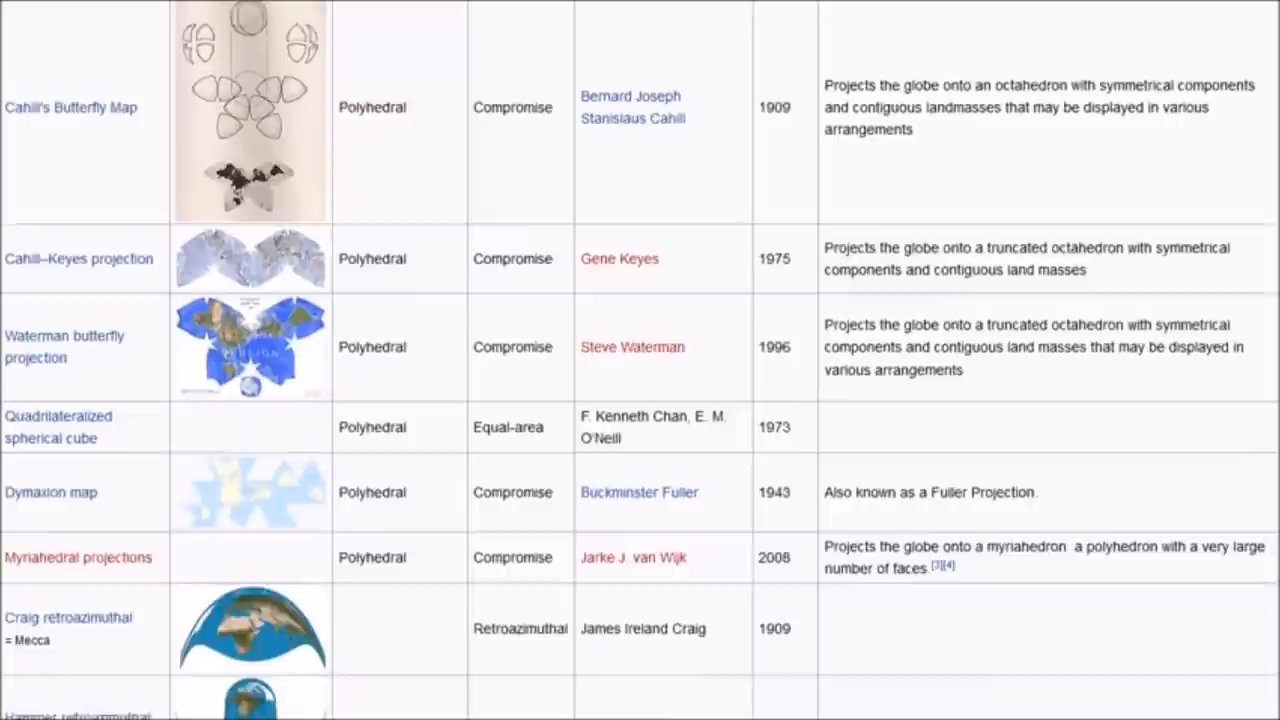 Cahill's Butterfly Map
Polyhedral
Compromise
Bernard Joseph
Stanislaus Cahill
1909
Projects the globe onto an octahedron with symmetrical components
and contiguous landmasses that may be displayed in various
arrangements
Cahill–Keyes projection
Polyhedral
Compromise
Gene Keyes
1975
Projects the globe onto a truncated octahedron with symmetrical
components and contiguous land masses
Waterman butterfly
projection
Polyhedral
Compromise
Steve Waterman
1996
Projects the globe onto a truncated octahedron with symmetrical
components and contiguous land masses that may be displayed in
various arrangements
Quadrilateralized
spherical cube
Polyhedral
Equal-area
F. Kenneth Chan, E. M.
O'Neill
1973
Dymaxion map
Polyhedral
Compromise
Buckminster Fuller
1943
Also known as a Fuller Projection.
Myriahedral projections
Polyhedral
Compromise
Jarke J. van Wijk
2008
Projects the globe onto a myriahedron a polyhedron with a very large
number of faces.[3][4]
Craig retroazimuthal
= Mecca
Retroazimuthal
James Ireland Craig
1909
Hammer retroazimuthal